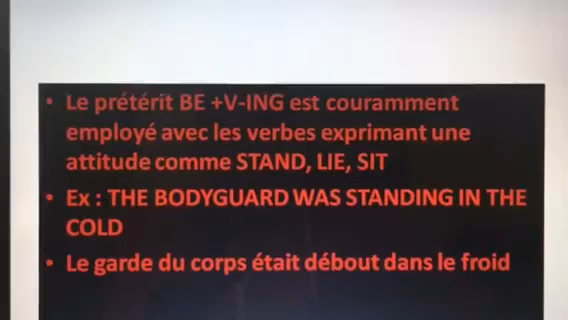 • Le prétérit BE +V-ING est couramment
employé avec les verbes exprimant une
attitude comme STAND, LIE, SIT
• Ex : THE BODYGUARD WAS STANDING IN THE
COLD
• Le garde du corps était débout dans le froid